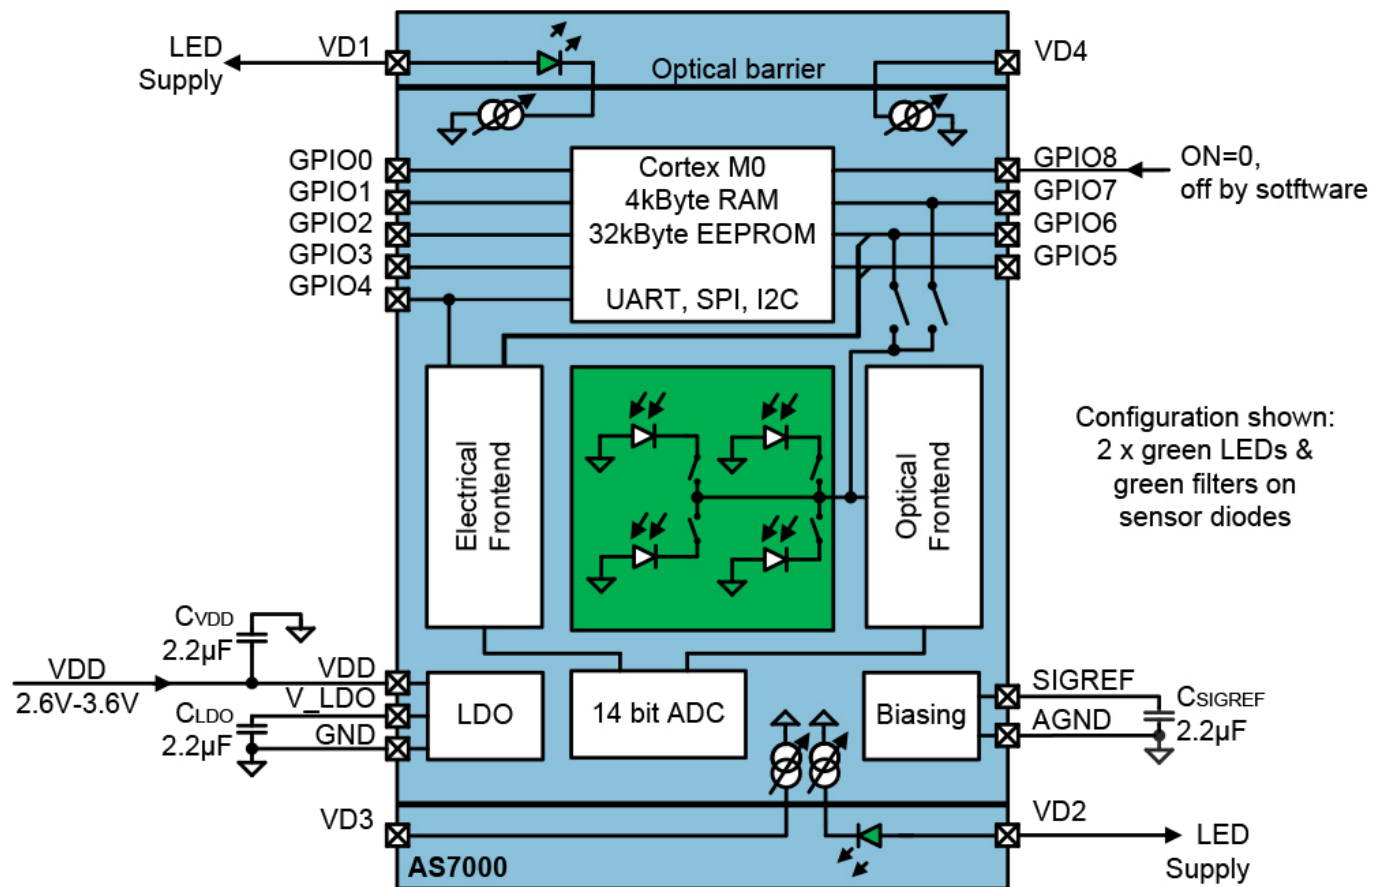 LED
Supply
VD1
Optical barrier
VD4
GPIO0
GPIO1
GPIO2
GPIO3
GPIO4
Cortex M0
4kByte RAM
32kByte EEPROM
UART, SPI, I2C
GPIO8
GPIO7
GPIO6
GPIO5
ON=0,
off by sotftware
Electrical
Frontend
Optical
Frontend
Configuration shown:
2 x green LEDs &
green filters on
sensor diodes
CVDD
2.2µF
VDD
2.6V-3.6V
CLDO
2.2µF
VDD
V_LDO
GND
LDO
14 bit ADC
Biasing
SIGREF
AGND
CSIGREF
2.2µF
VD3
AS7000
VD2
LED
Supply